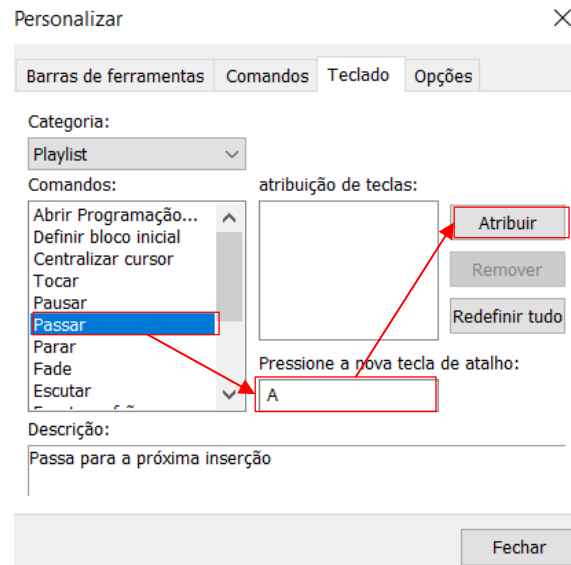 Personalizar
Barras de ferramentas Comandos Teclado Opções
Categoria:
Playlist
Comandos:
atribuição de teclas:
Abrir Programação...
Definir bloco inicial
Centralizar cursor
Tocar
Pausar
Passar
Parar
Fade
Escutar
Atribuir
Remover
Redefinir tudo
Pressione a nova tecla de atalho:
A
Descrição:
Passa para a próxima inserção
Fechar